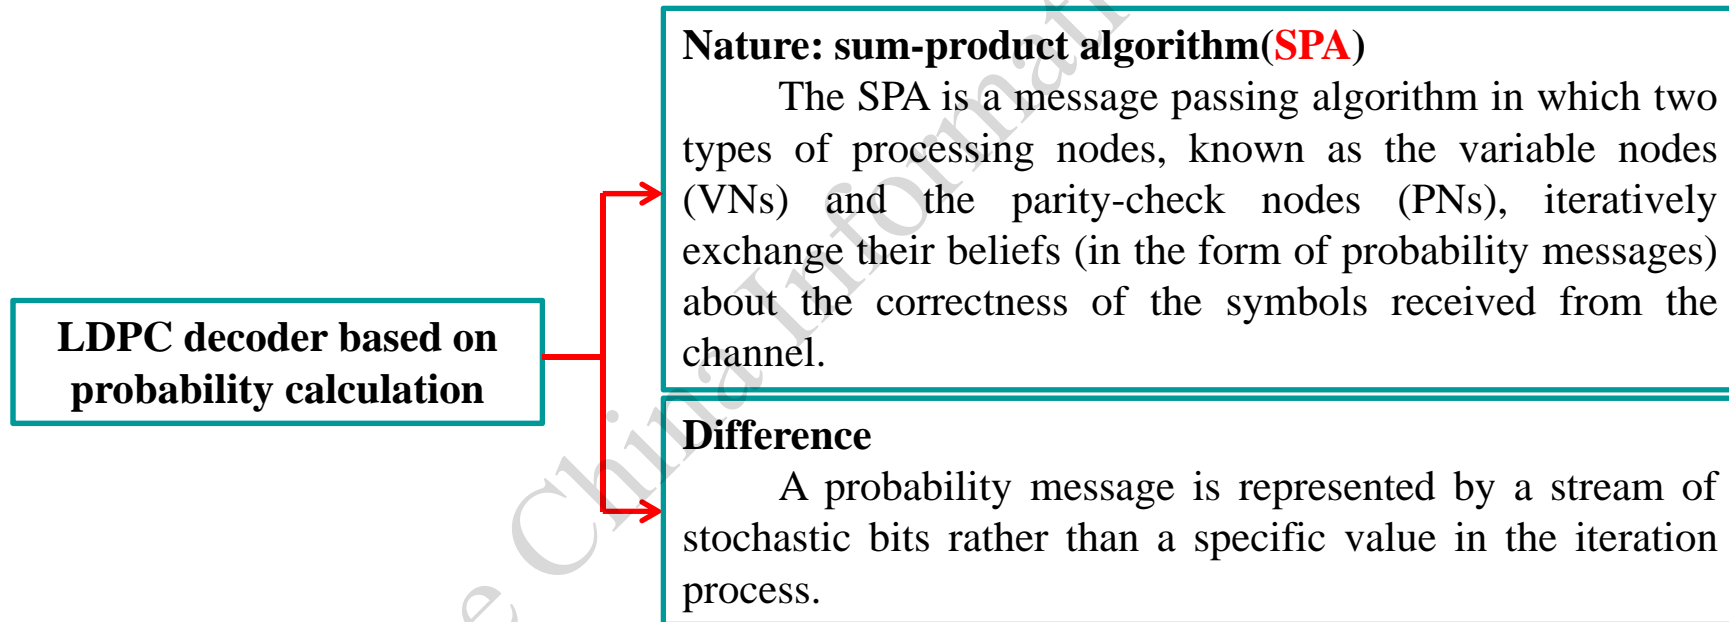 Nature: sum-product algorithm(SPA)
The SPA is a message passing algorithm in which two
types of processing nodes, known as the variable nodes
(VNs) and the parity-check nodes (PNs), iteratively
exchange their beliefs (in the form of probability messages)
about the correctness of the symbols received from the
channel.
LDPC decoder based on
probability calculation
Difference
A probability message is represented by a stream of
stochastic bits rather than a specific value in the iteration
process.
China Informati